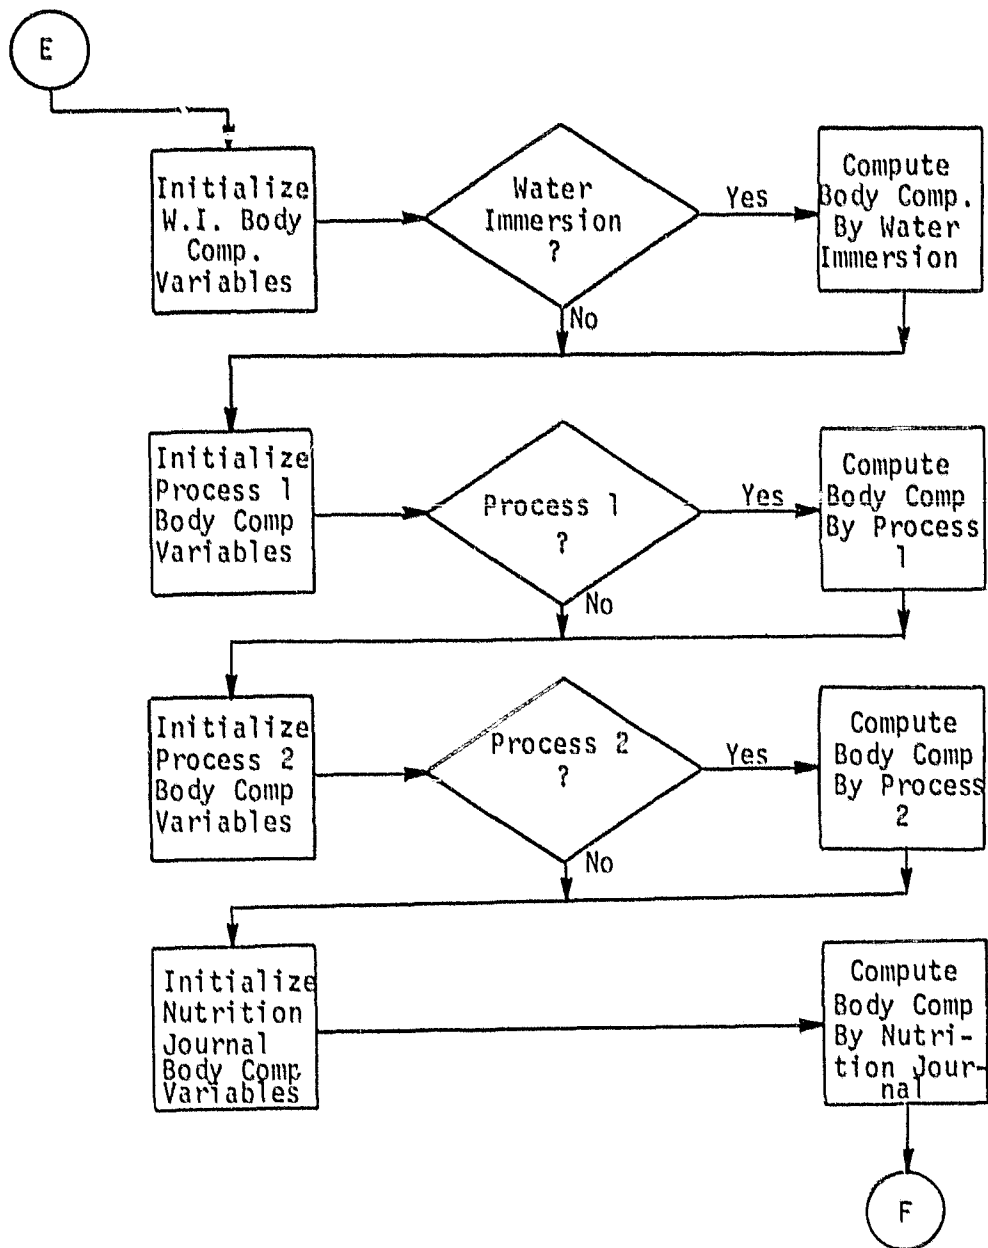 E
Initialize
W.I. Body
Comp.
Variables
Water
Immersion
?
Yes
No
Compute
Body Comp.
By Water
Immersion
Initialize
Process 1
Body Comp
Variables
Process 1
?
Yes
No
Compute
Body Comp
By Process
1
Initialize
Process 2
Body Comp
Variables
Process 2
?
Yes
No
Compute
Body Comp
By Process
2
Initialize
Nutrition
Journal
Body Comp
Variables
Compute
Body Comp
By Nutri-
tion Jour-
nal
F